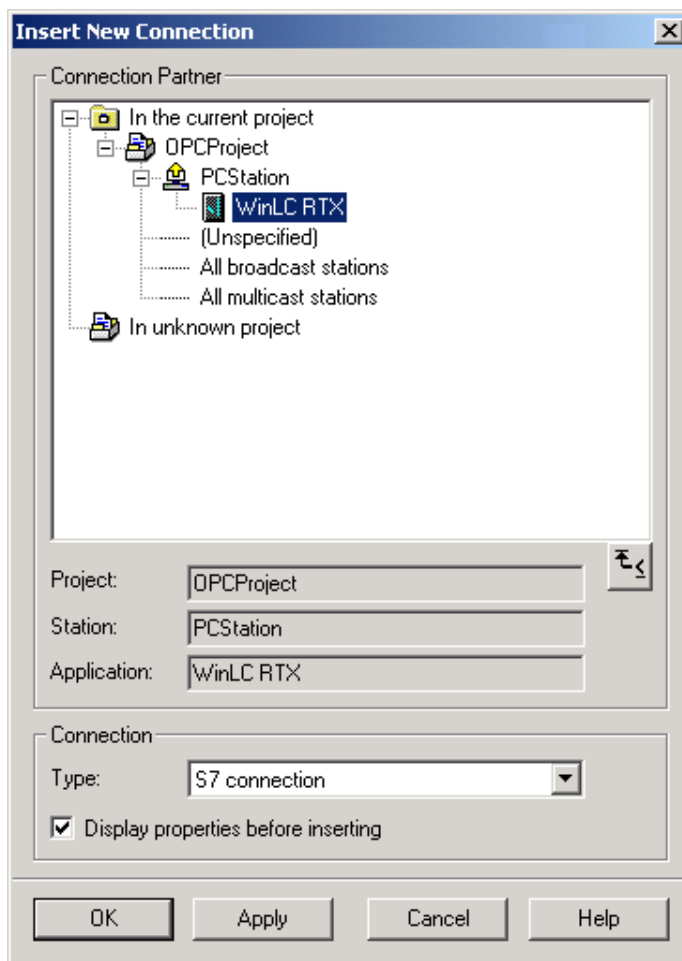 Insert New Connection
Connection Partner
In the current project
OPCProject
PCStation
WinLC RTX
(Unspecified)
All broadcast stations
All multicast stations
In unknown project
Project: OPCProject
Station: PCStation
Application: WinLC RTX
Connection
Type: S7 connection
Display properties before inserting
OK Apply Cancel Help